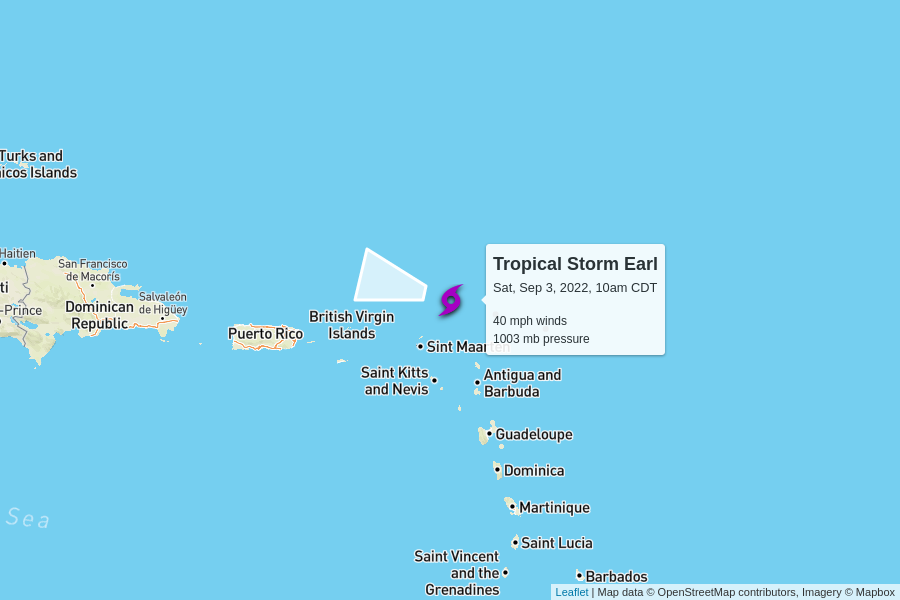 Turks and
icos Islands
Haitien
San Francisco
de Macorís
ti
-Prince
Dominican
Republic
Salvaleón
de Higüey
Puerto Rico
British Virgin
Islands
Tropical Storm Earl
Sat, Sep 3, 2022, 10am CDT
40 mph winds
1003 mb pressure
Sint Maarten
Saint Kitts
and Nevis
Antigua and
Barbuda
Guadeloupe
Dominica
Martinique
Sea
Saint Lucia
Saint Vincent
and the
Grenadines
Barbados
Leaflet | Map data © OpenStreetMap contributors, Imagery © Mapbox